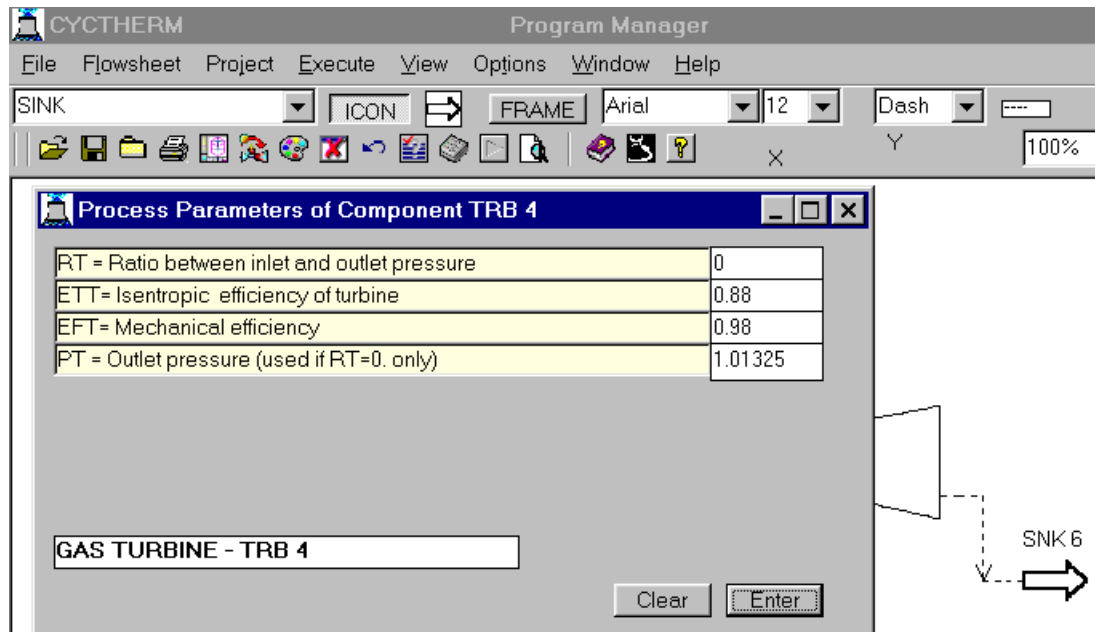 CYCTHERM Program Manager
File Flowsheet Project Execute View Options Window Help
SINK ICON FRAME Arial 12 Dash
X Y 100%
Process Parameters of Component TRB 4
RT = Ratio between inlet and outlet pressure 0
ETT= Isentropic efficiency of turbine 0.88
EFT= Mechanical efficiency 0.98
PT = Outlet pressure (used if RT=0. only) 1.01325
GAS TURBINE - TRB 4
SNK 6
Clear Enter